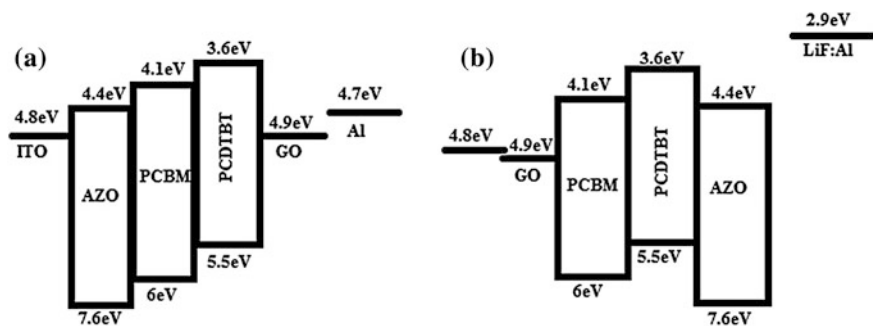 (a)
3.6eV
4.1eV
4.4eV
4.8eV
ITO
4.7eV
Al
4.9eV
GO
AZO
PCBM
PCDTBT
5.5eV
6eV
7.6eV
(b)
2.9eV
LiF:Al
3.6eV
4.1eV
4.4eV
4.8eV
4.9eV
GO
PCBM
PCDTBT
AZO
5.5eV
6eV
7.6eV